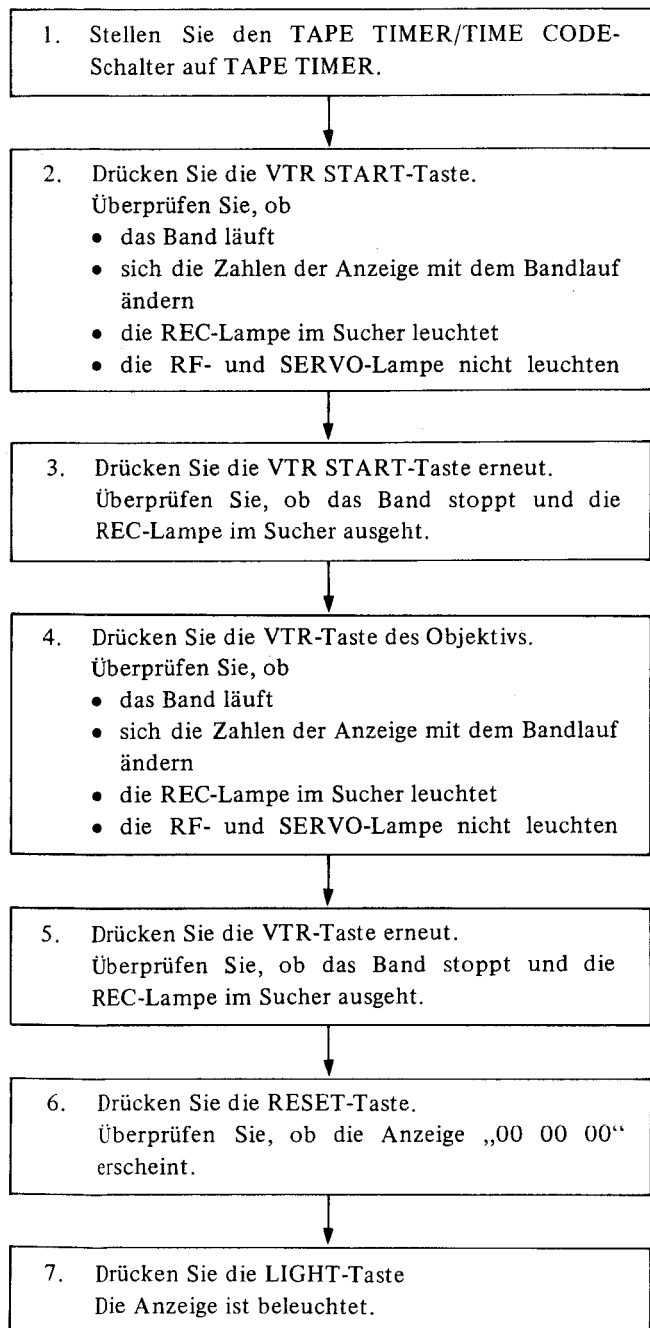 1. Stellen Sie den TAPE TIMER/TIME CODE-
Schalter auf TAPE TIMER.
2. Drücken Sie die VTR START-Taste.
Überprüfen Sie, ob
• das Band läuft
• sich die Zahlen der Anzeige mit dem Bandlauf
ändern
• die REC-Lampe im Sucher leuchtet
• die RF- und SERVO-Lampe nicht leuchten
3. Drücken Sie die VTR START-Taste erneut.
Überprüfen Sie, ob das Band stoppt und die
REC-Lampe im Sucher ausgeht.
4. Drücken Sie die VTR-Taste des Objektivs.
Überprüfen Sie, ob
• das Band läuft
• sich die Zahlen der Anzeige mit dem Bandlauf
ändern
• die REC-Lampe im Sucher leuchtet
• die RF- und SERVO-Lampe nicht leuchten
5. Drücken Sie die VTR-Taste erneut.
Überprüfen Sie, ob das Band stoppt und die
REC-Lampe im Sucher ausgeht.
6. Drücken Sie die RESET-Taste.
Überprüfen Sie, ob die Anzeige „00 00 00“
erscheint.
7. Drücken Sie die LIGHT-Taste
Die Anzeige ist beleuchtet.